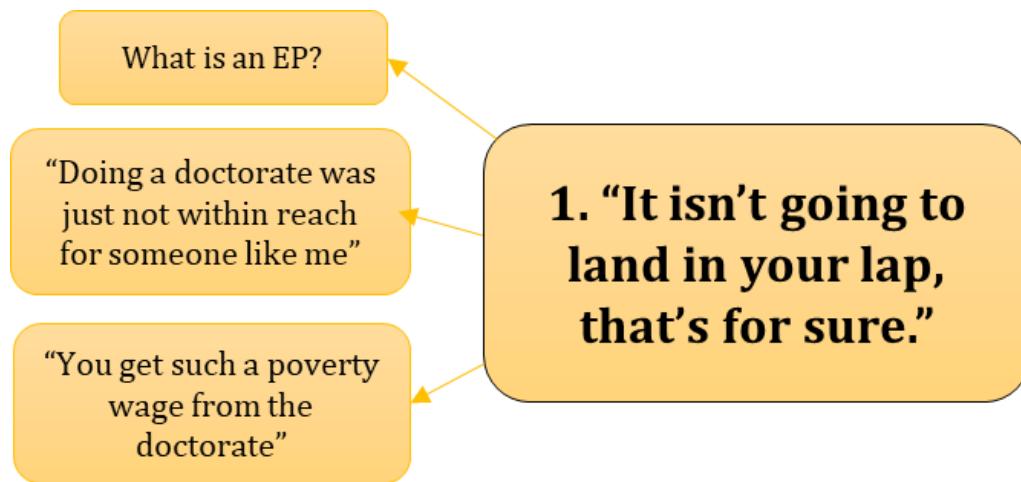 What is an EP?
“Doing a doctorate was
just not within reach
for someone like me”
“You get such a poverty
wage from the
doctorate”
1. “It isn’t going to
land in your lap,
that’s for sure.”